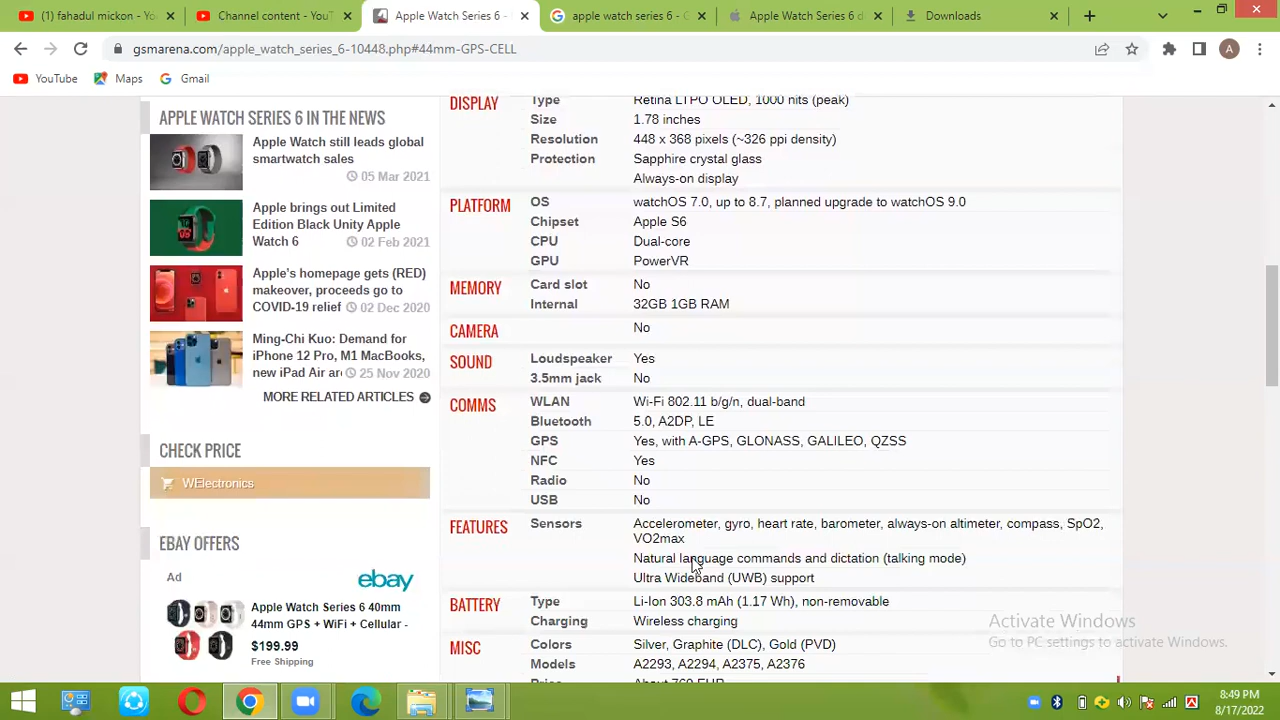 (1) fahadul mickon - You
Channel content - YouT
Apple Watch Series 6 -
apple watch series 6 - G
Apple Watch Series 6 d
Downloads
gsmarena.com/apple_watch_series_6-10448.php#44mm-GPS-CELL
A
YouTube
Maps
Gmail
APPLE WATCH SERIES 6 IN THE NEWS
Apple Watch still leads global
smartwatch sales
05 Mar 2021
Apple brings out Limited
Edition Black Unity Apple
Watch 6
02 Feb 2021
Apple's homepage gets (RED)
makeover, proceeds go to
COVID-19 relief
02 Dec 2020
Ming-Chi Kuo: Demand for
iPhone 12 Pro, M1 MacBooks,
new iPad Air are
25 Nov 2020
MORE RELATED ARTICLES
CHECK PRICE
WElectronics
EBAY OFFERS
Ad
ebay
Apple Watch Series 6 40mm
44mm GPS + WiFi + Cellular -
$199.99
Free Shipping
DISPLAY
Type Retina LTPO OLED, 1000 nits (peak)
Size 1.78 inches
Resolution 448 x 368 pixels (~326 ppi density)
Protection Sapphire crystal glass
Always-on display
PLATFORM
OS watchOS 7.0, up to 8.7, planned upgrade to watchOS 9.0
Chipset Apple S6
CPU Dual-core
GPU PowerVR
MEMORY
Card slot No
Internal 32GB 1GB RAM
CAMERA
No
SOUND
Loudspeaker Yes
3.5mm jack No
COMMS
WLAN Wi-Fi 802.11 b/g/n, dual-band
Bluetooth 5.0, A2DP, LE
GPS Yes, with A-GPS, GLONASS, GALILEO, QZSS
NFC Yes
Radio No
USB No
FEATURES
Sensors Accelerometer, gyro, heart rate, barometer, always-on altimeter, compass, SpO2,
VO2max
Natural language commands and dictation (talking mode)
Ultra Wideband (UWB) support
BATTERY
Type Li-Ion 303.8 mAh (1.17 Wh), non-removable
Charging Wireless charging
MISC
Colors Silver, Graphite (DLC), Gold (PVD)
Models A2293, A2294, A2375, A2376
Price About 760 EUR
Activate Windows
Go to PC settings to activate Windows.
8:49 PM
8/17/2022